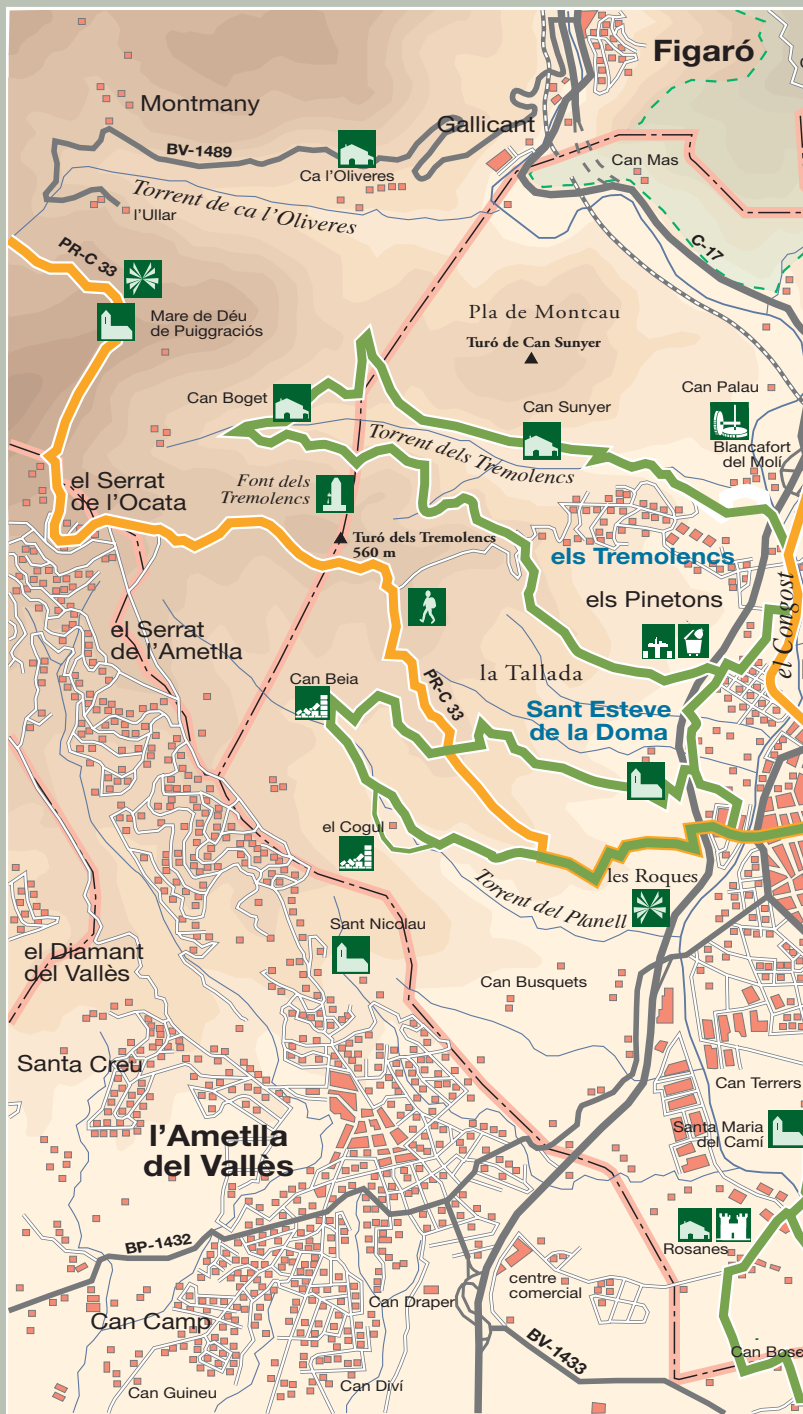 Figaró
Montmany
Gallicant
BV-1489
Can Mas
Ca l'Oliveres
Torrent de ca l'Oliveres
l'Ullar
C-17
PR-C 33
Mare de Déu
de Puiggraciós
Pla de Montcau
Turó de Can Sunyer
Can Boget
Can Palau
Can Sunyer
Torrent dels Tremolencs
Blancafort
del Molí
el Serrat
de l'Ocata
Font dels
Tremolencs
Turó dels Tremolencs
560 m
els Tremolencs
els Pinetons
el Congost
el Serrat
de l'Ametlla
Can Beia
PR-C 33
la Tallada
Sant Esteve
de la Doma
el Cogul
les Roques
Torrent del Planell
Sant Nicolau
el Diamant
del Vallès
Can Busquets
Santa Creu
Can Terrers
l'Ametlla
del Vallès
Santa Maria
del Camí
BP-1432
Rosanes
centre
comercial
Can Draper
Can Camp
BV-1433
Can Bosc
Can Guineu
Can Diví